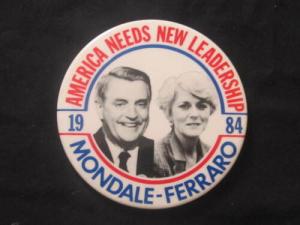 AMERICA NEEDS NEW LEADERSHIP
19 84
MONDALE-FERRARO